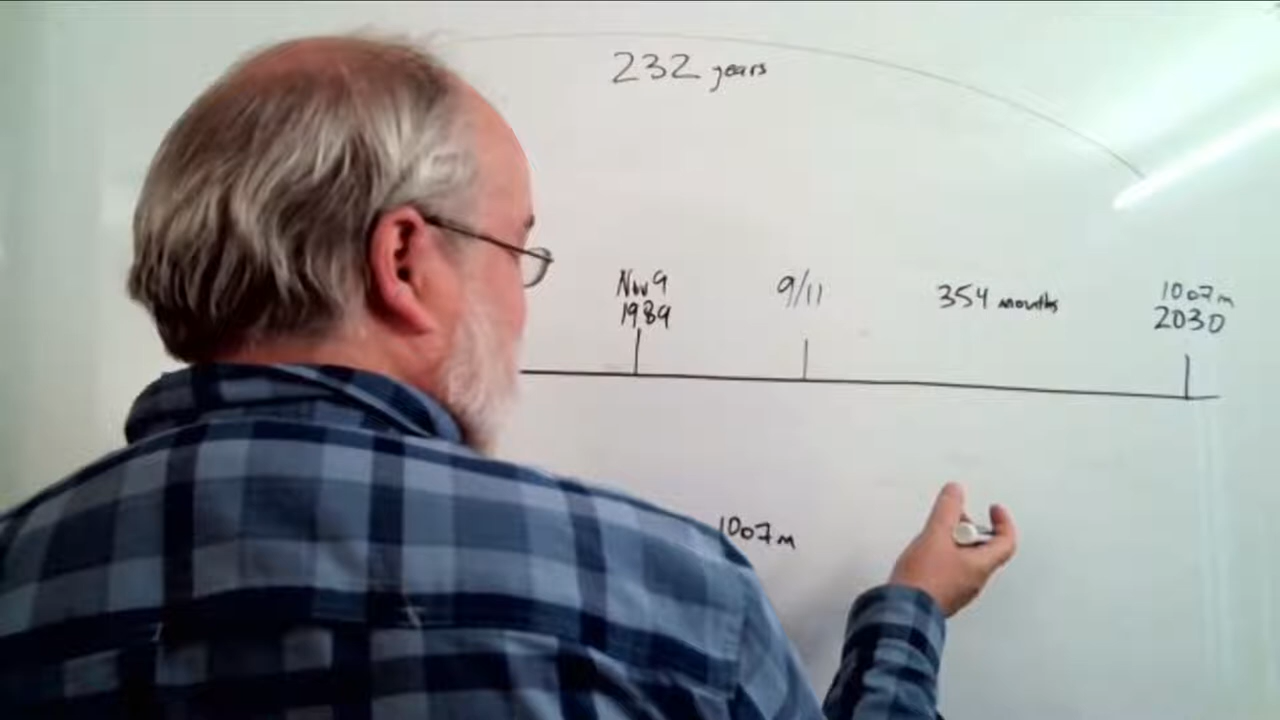 232 years
Nov 9
1989
9/11
354 months
1007m
2030
1007m